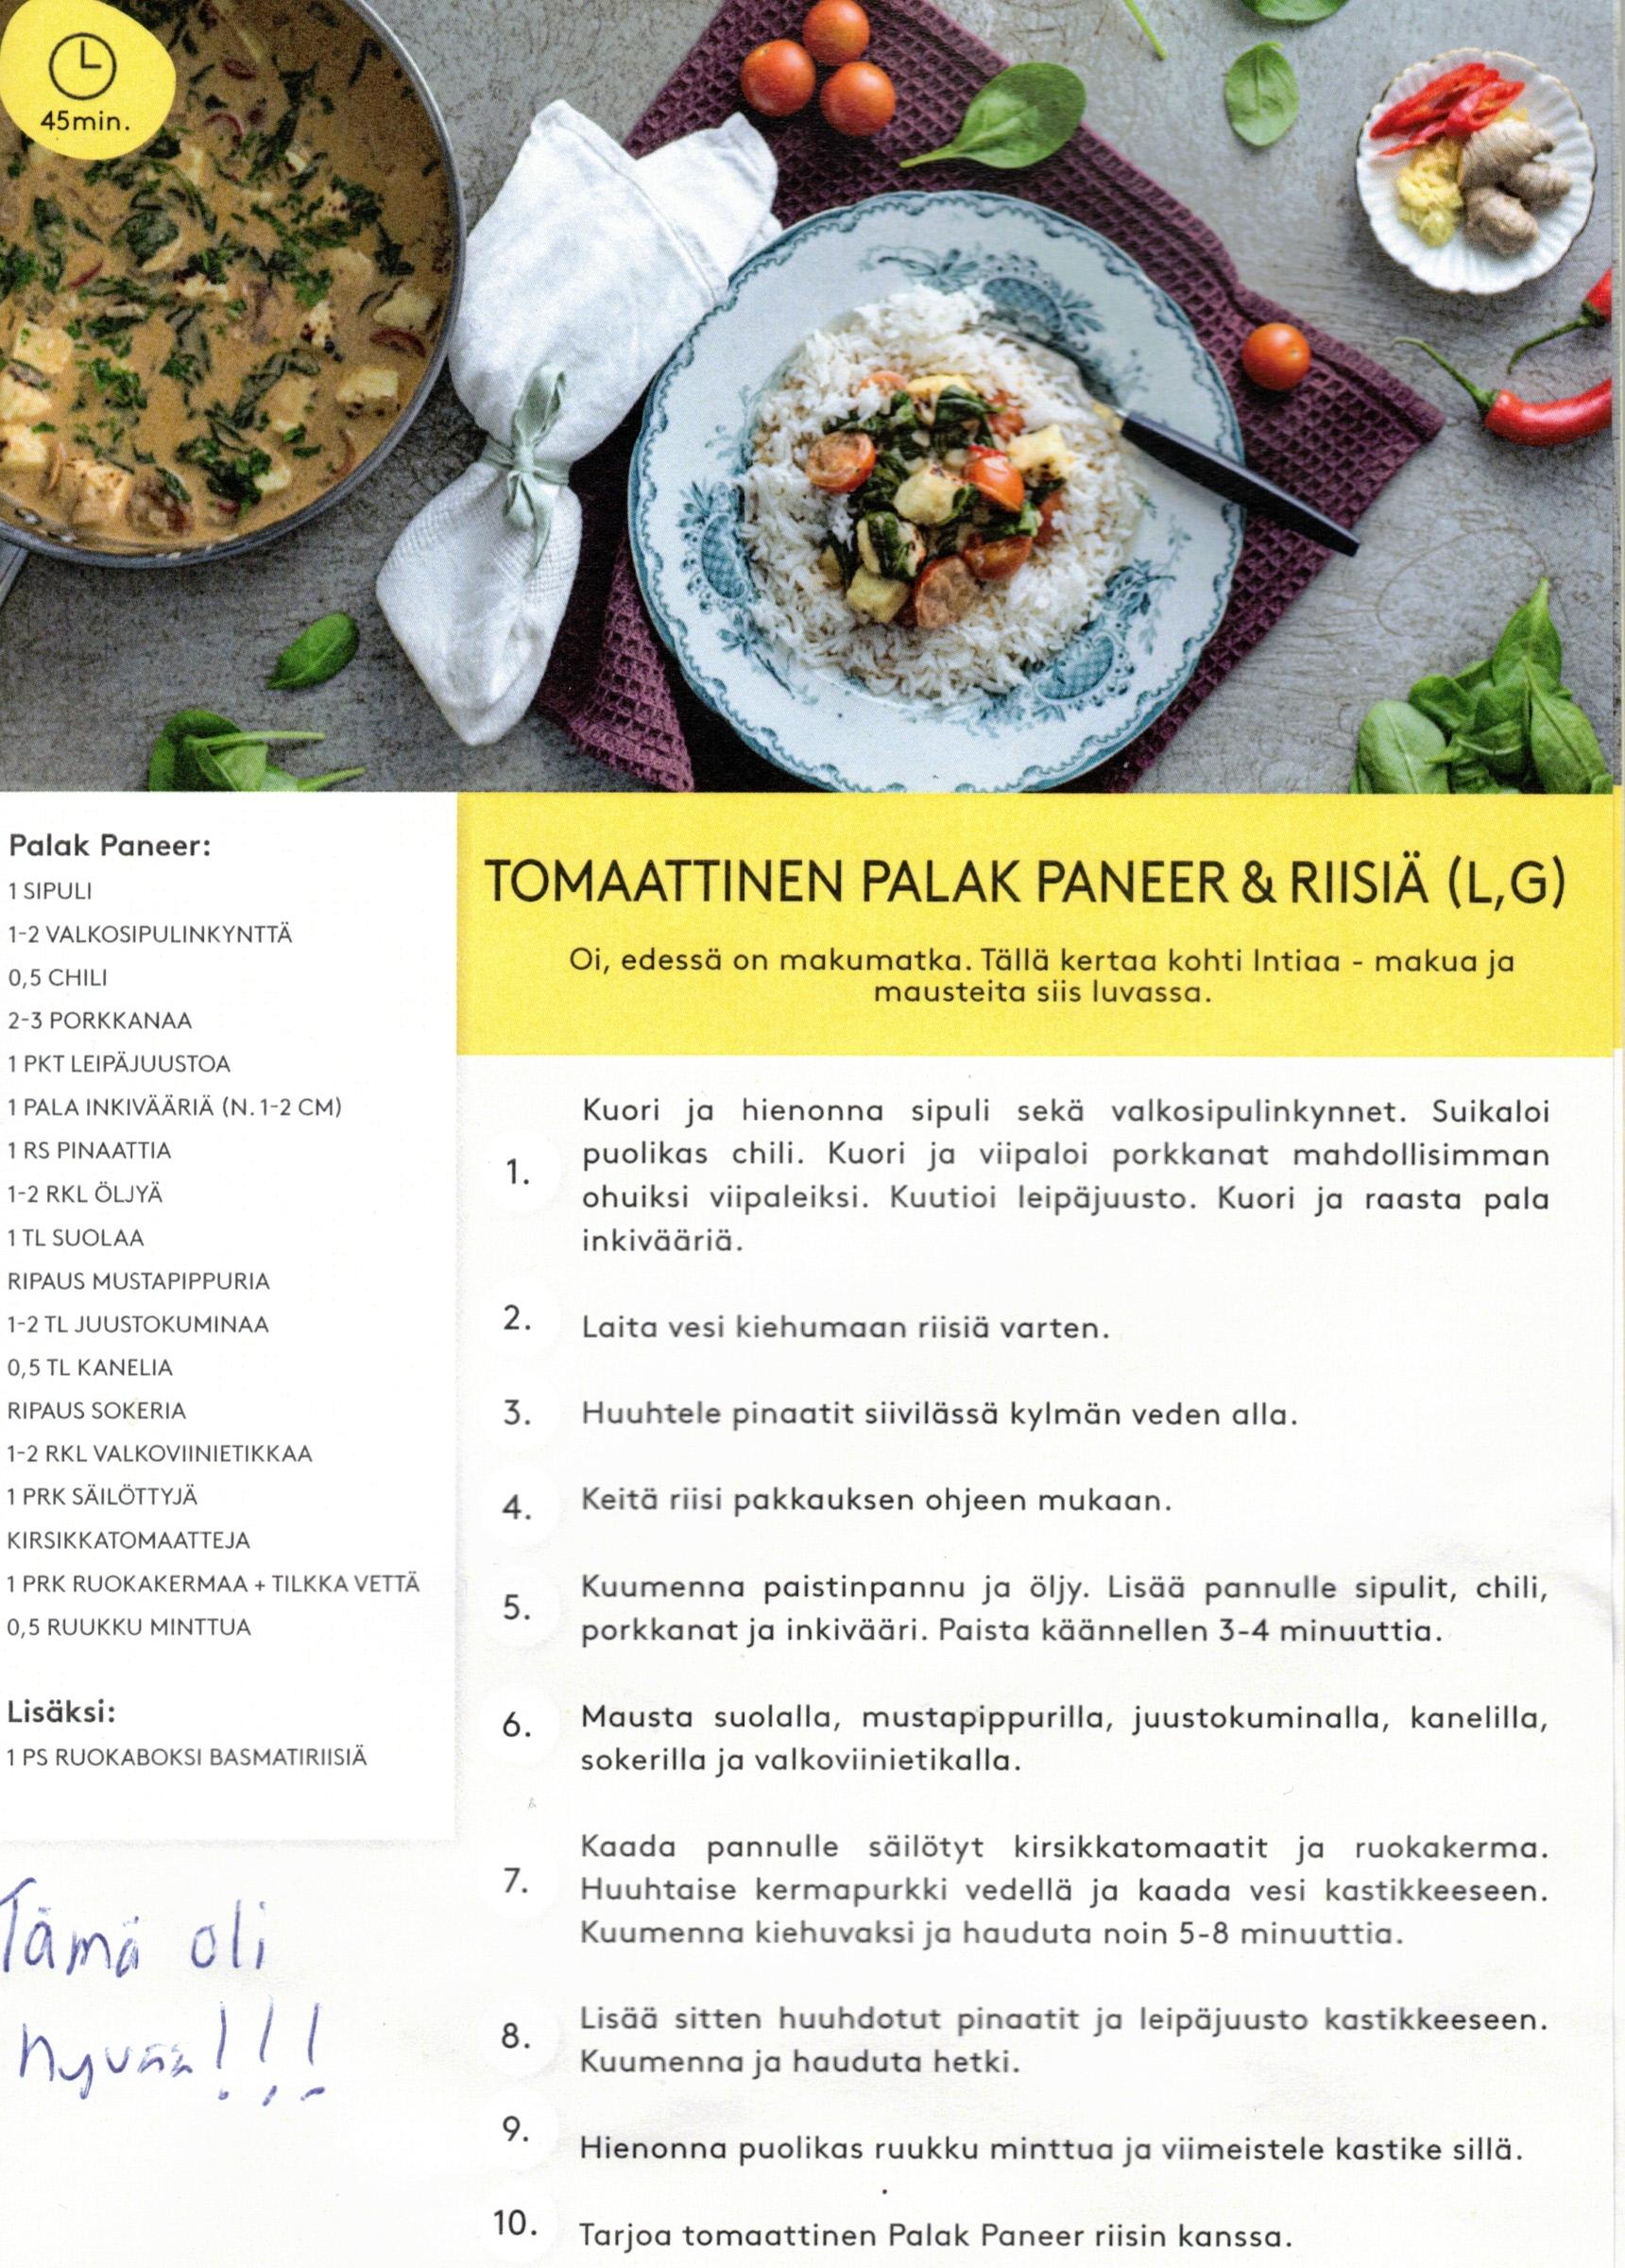 45min.
Palak Paneer:
1 SIPULI
1-2 VALKOSIPULINKYNTTÄ
0,5 CHILI
2-3 PORKKANAA
1 PKT LEIPÄJUUSTOA
1 PALA INKIVÄÄRIÄ (N. 1-2 CM)
1 RS PINAATTIA
1-2 RKL ÖLJYÄ
1 TL SUOLAA
RIPAUS MUSTAPIPPURIA
1-2 TL JUUSTOKUMINAA
0,5 TL KANELIA
RIPAUS SOKERIA
1-2 RKL VALKOVIINIETIKKAA
1 PRK SÄILÖTTYJÄ
KIRSIKKATOMAATTEJA
1 PRK RUOKAKERMAA + TILKKA VETTÄ
0,5 RUUKKU MINTTUA
Lisäksi:
1 PS RUOKABOKSI BASMATIRIISIÄ
Tämä oli
hyvää!!!
TOMAATTINEN PALAK PANEER & RIISIÄ (L,G)
Oi, edessä on makumatka. Tällä kertaa kohti Intiaa - makua ja
mausteita siis luvassa.
1. Kuori ja hienonna sipuli sekä valkosipulinkynnet. Suikaloi
puolikas chili. Kuori ja viipaloi porkkanat mahdollisimman
ohuiksi viipaleiksi. Kuutioi leipäjuusto. Kuori ja raasta pala
inkivääriä.
2. Laita vesi kiehumaan riisiä varten.
3. Huuhtele pinaatit siivilässä kylmän veden alla.
4. Keitä riisi pakkauksen ohjeen mukaan.
5. Kuumenna paistinpannu ja öljy. Lisää pannulle sipulit, chili,
porkkanat ja inkivääri. Paista käännellen 3-4 minuuttia.
6. Mausta suolalla, mustapippurilla, juustokuminalla, kanelilla,
sokerilla ja valkoviinietikalla.
7. Kaada pannulle säilötyt kirsikkatomaatit ja ruokakerma.
Huuhtaise kermapurkki vedellä ja kaada vesi kastikkeeseen.
Kuumenna kiehuvaksi ja hauduta noin 5-8 minuuttia.
8. Lisää sitten huuhdotut pinaatit ja leipäjuusto kastikkeeseen.
Kuumenna ja hauduta hetki.
9. Hienonna puolikas ruukku minttua ja viimeistele kastike sillä.
10. Tarjoa tomaattinen Palak Paneer riisin kanssa.